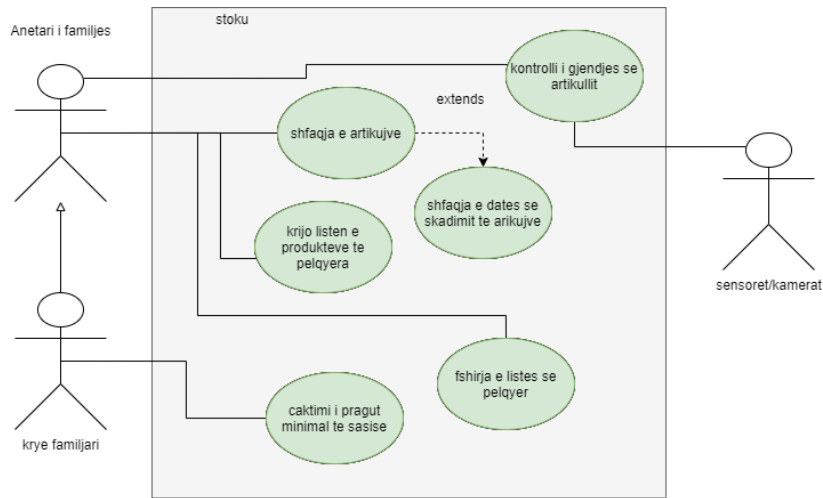 stoku
Anetari i familjes
kontrolli i gjendjes se
artikullit
extends
shfaqja e artikujve
shfaqja e dates se
skadimit te arikujve
krijo listen e
produkteve te
pelqyera
sensoret/kamerat
fshirja e listes se
pelqyer
caktimi i pragut
minimal te sasise
krye familjari